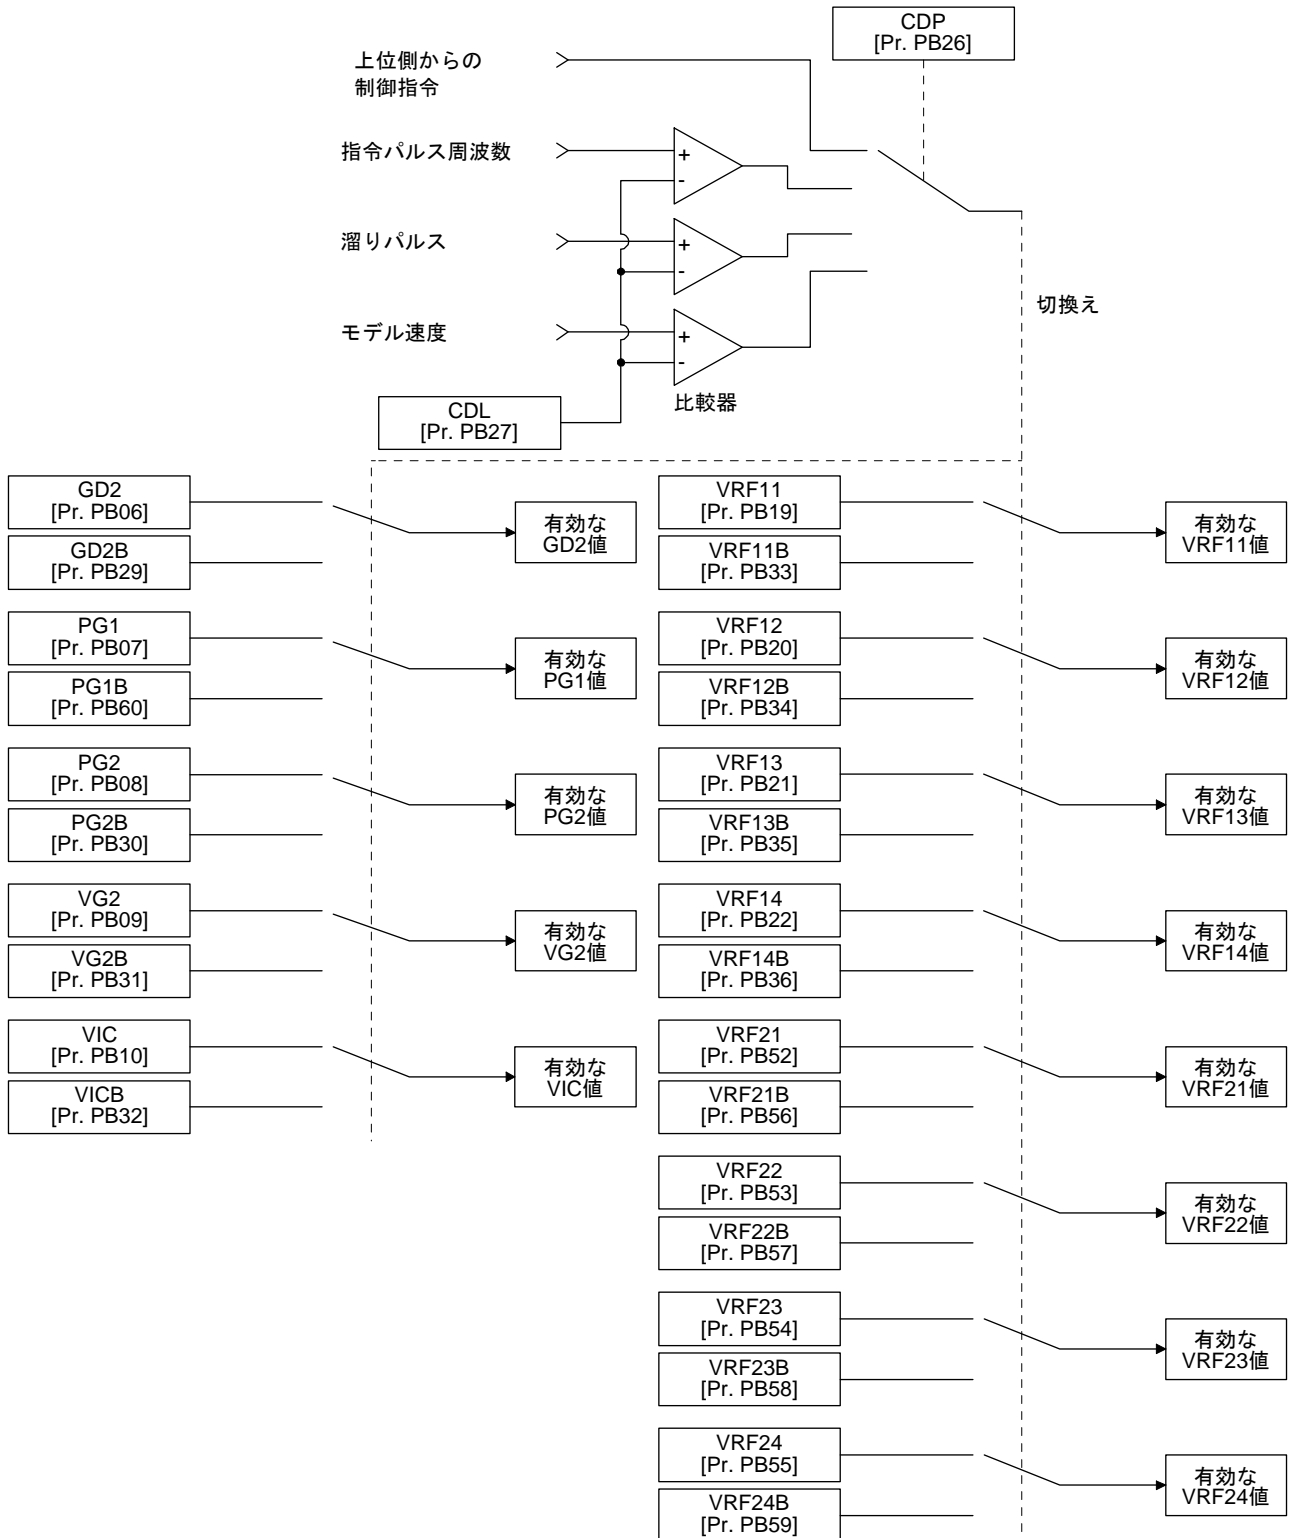 CDP
[Pr. PB26]
上位側からの
制御指令
指令パルス周波数
+
-
溜りパルス
+
-
切換え
モデル速度
+
-
比較器
CDL
[Pr. PB27]
GD2
[Pr. PB06]
GD2B
[Pr. PB29]
有効な
GD2値
PG1
[Pr. PB07]
PG1B
[Pr. PB60]
有効な
PG1値
PG2
[Pr. PB08]
PG2B
[Pr. PB30]
有効な
PG2値
VG2
[Pr. PB09]
VG2B
[Pr. PB31]
有効な
VG2値
VIC
[Pr. PB10]
VICB
[Pr. PB32]
有効な
VIC値
VRF11
[Pr. PB19]
VRF11B
[Pr. PB33]
有効な
VRF11値
VRF12
[Pr. PB20]
VRF12B
[Pr. PB34]
有効な
VRF12値
VRF13
[Pr. PB21]
VRF13B
[Pr. PB35]
有効な
VRF13値
VRF14
[Pr. PB22]
VRF14B
[Pr. PB36]
有効な
VRF14値
VRF21
[Pr. PB52]
VRF21B
[Pr. PB56]
有効な
VRF21値
VRF22
[Pr. PB53]
VRF22B
[Pr. PB57]
有効な
VRF22値
VRF23
[Pr. PB54]
VRF23B
[Pr. PB58]
有効な
VRF23値
VRF24
[Pr. PB55]
VRF24B
[Pr. PB59]
有効な
VRF24値